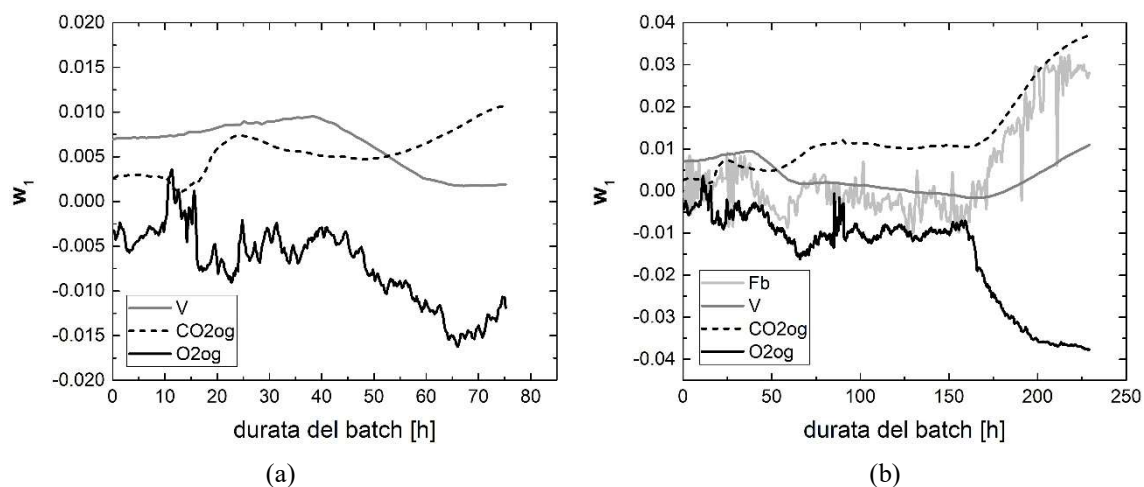 0.020
0.015
0.010
0.005
0.000
-0.005
-0.010
-0.015
-0.020
w1
V
CO2og
O2og
0 10 20 30 40 50 60 70 80
durata del batch [h]
(a)
0.04
0.03
0.02
0.01
0.00
-0.01
-0.02
-0.03
-0.04
w1
Fb
V
CO2og
O2og
0 50 100 150 200 250
durata del batch [h]
(b)